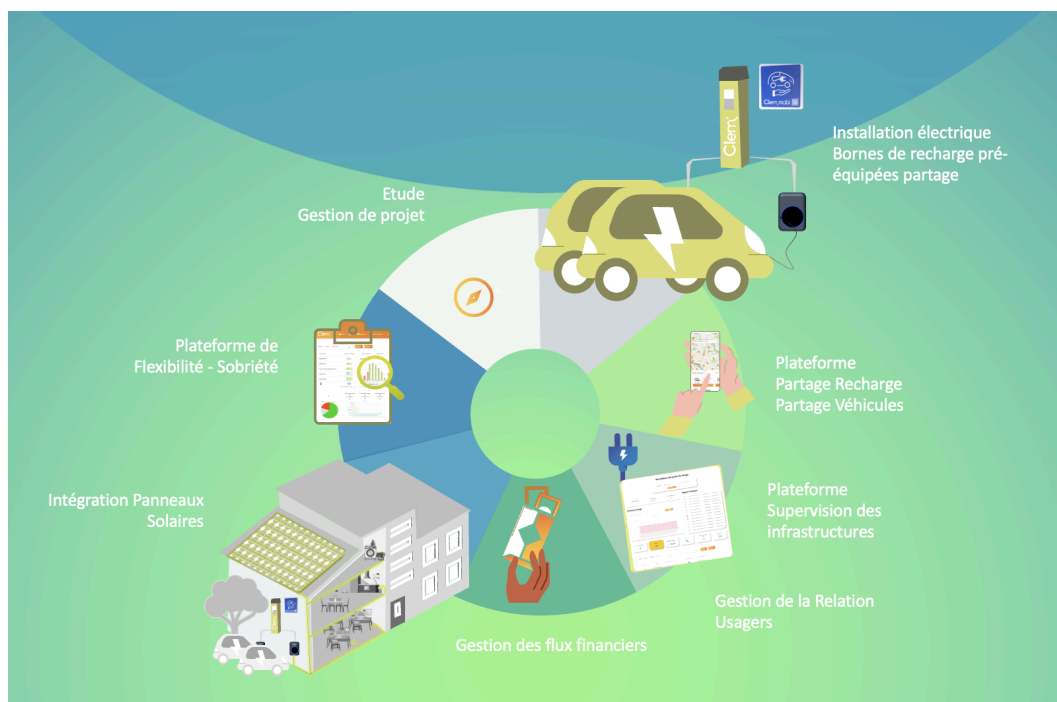 Clem'
Clem.mobi
Installation électrique
Bornes de recharge pré-
équipées partage
Etude
Gestion de projet
Plateforme de
Flexibilité - Sobriété
Plateforme
Partage Recharge
Partage Véhicules
Intégration Panneaux
Solaires
Plateforme
Supervision des
infrastructures
Gestion de la Relation
Usagers
Gestion des flux financiers